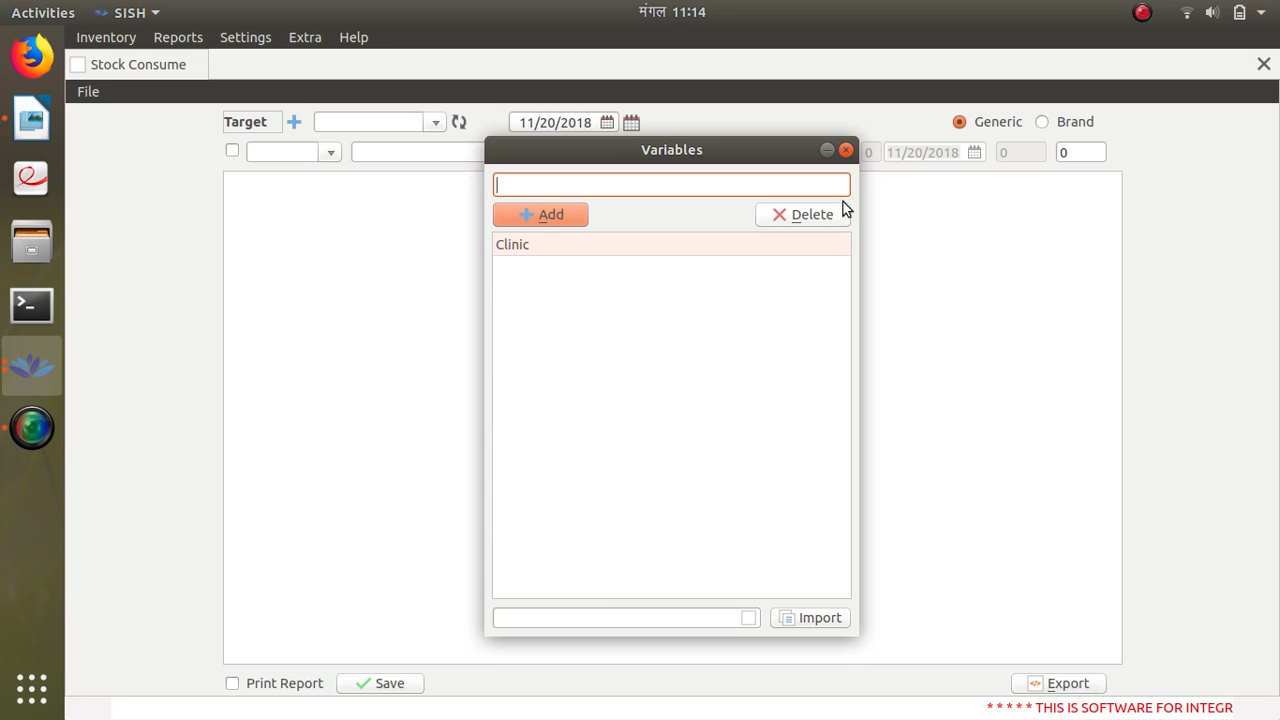 Activities SISH मंगल 11:14
Inventory Reports Settings Extra Help
Stock Consume
File
Target 11/20/2018 Generic Brand
0 11/20/2018 0 0
Variables
Add Delete
Clinic
Import
Print Report Save Export
* * * * * THIS IS SOFTWARE FOR INTEGR